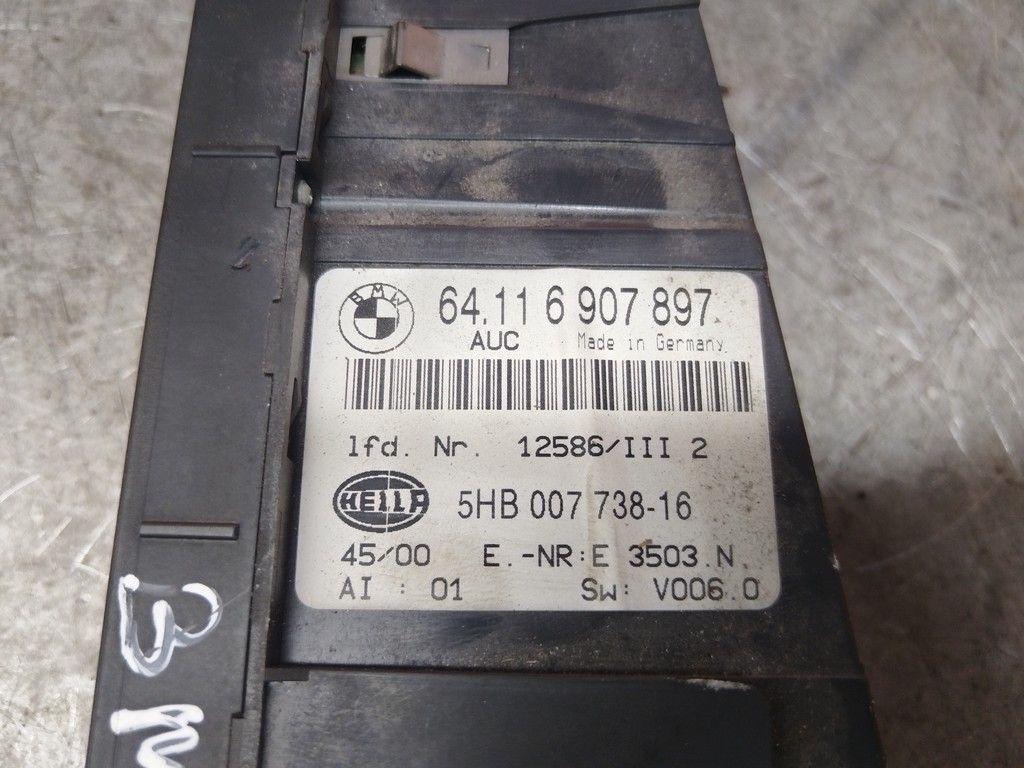 BMW 64.11 6 907 897
AUC Made in Germany
lfd. Nr. 12586/III 2
HELLA 5HB 007 738-16
45/00 E.-NR:E 3503.N.
AI : 01 Sw: V006.0
B M